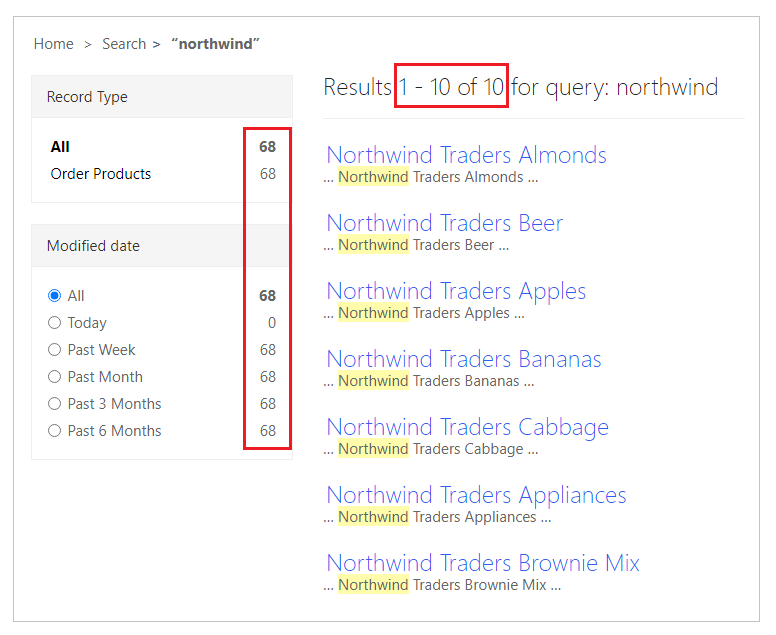 Home > Search > “northwind”
Record Type
All 68
Order Products 68
Modified date
All 68
Today 0
Past Week 68
Past Month 68
Past 3 Months 68
Past 6 Months 68
Results 1 - 10 of 10 for query: northwind
Northwind Traders Almonds
... Northwind Traders Almonds ...
Northwind Traders Beer
... Northwind Traders Beer ...
Northwind Traders Apples
... Northwind Traders Apples ...
Northwind Traders Bananas
... Northwind Traders Bananas ...
Northwind Traders Cabbage
... Northwind Traders Cabbage ...
Northwind Traders Appliances
... Northwind Traders Appliances ...
Northwind Traders Brownie Mix
... Northwind Traders Brownie Mix ...